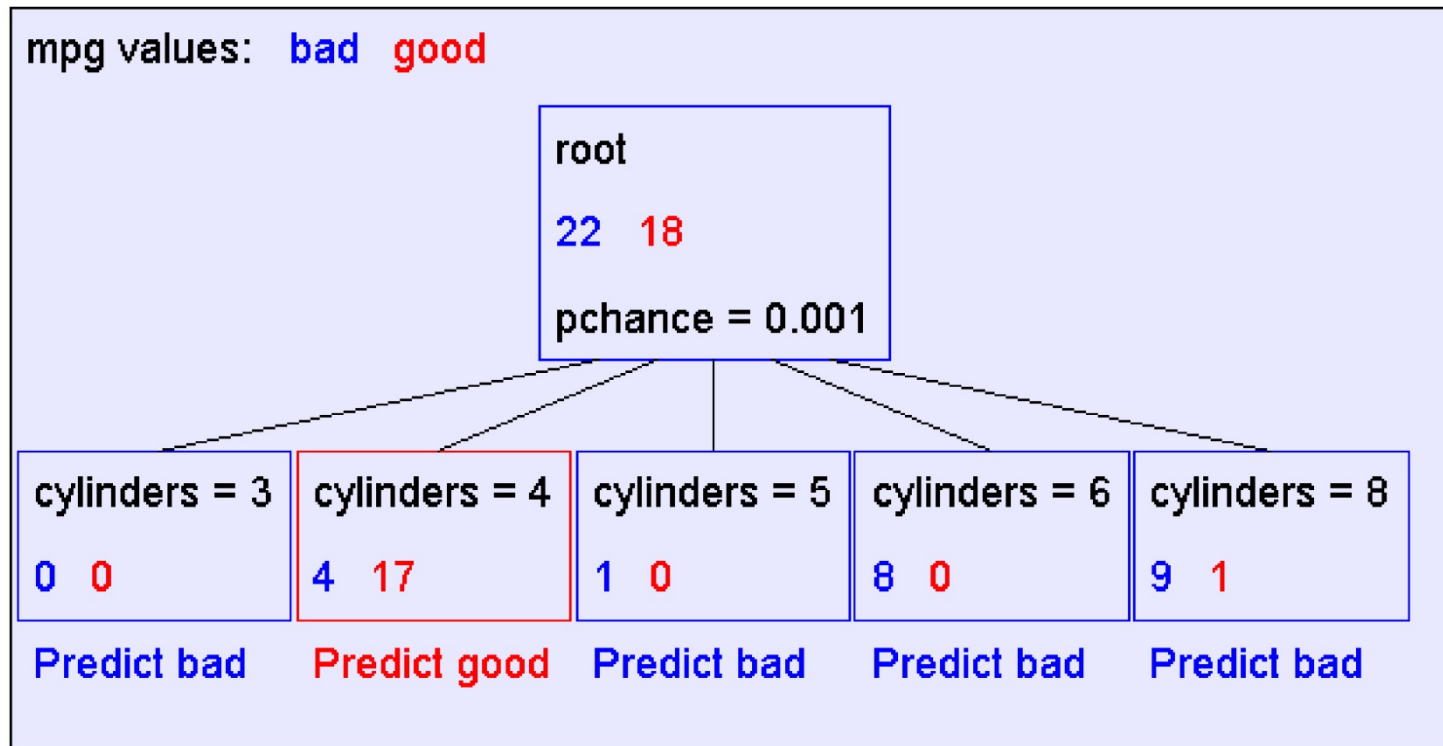 mpg values: bad good
root
22 18
pchance = 0.001
cylinders = 3
0 0
Predict bad
cylinders = 4
4 17
Predict good
cylinders = 5
1 0
Predict bad
cylinders = 6
8 0
Predict bad
cylinders = 8
9 1
Predict bad